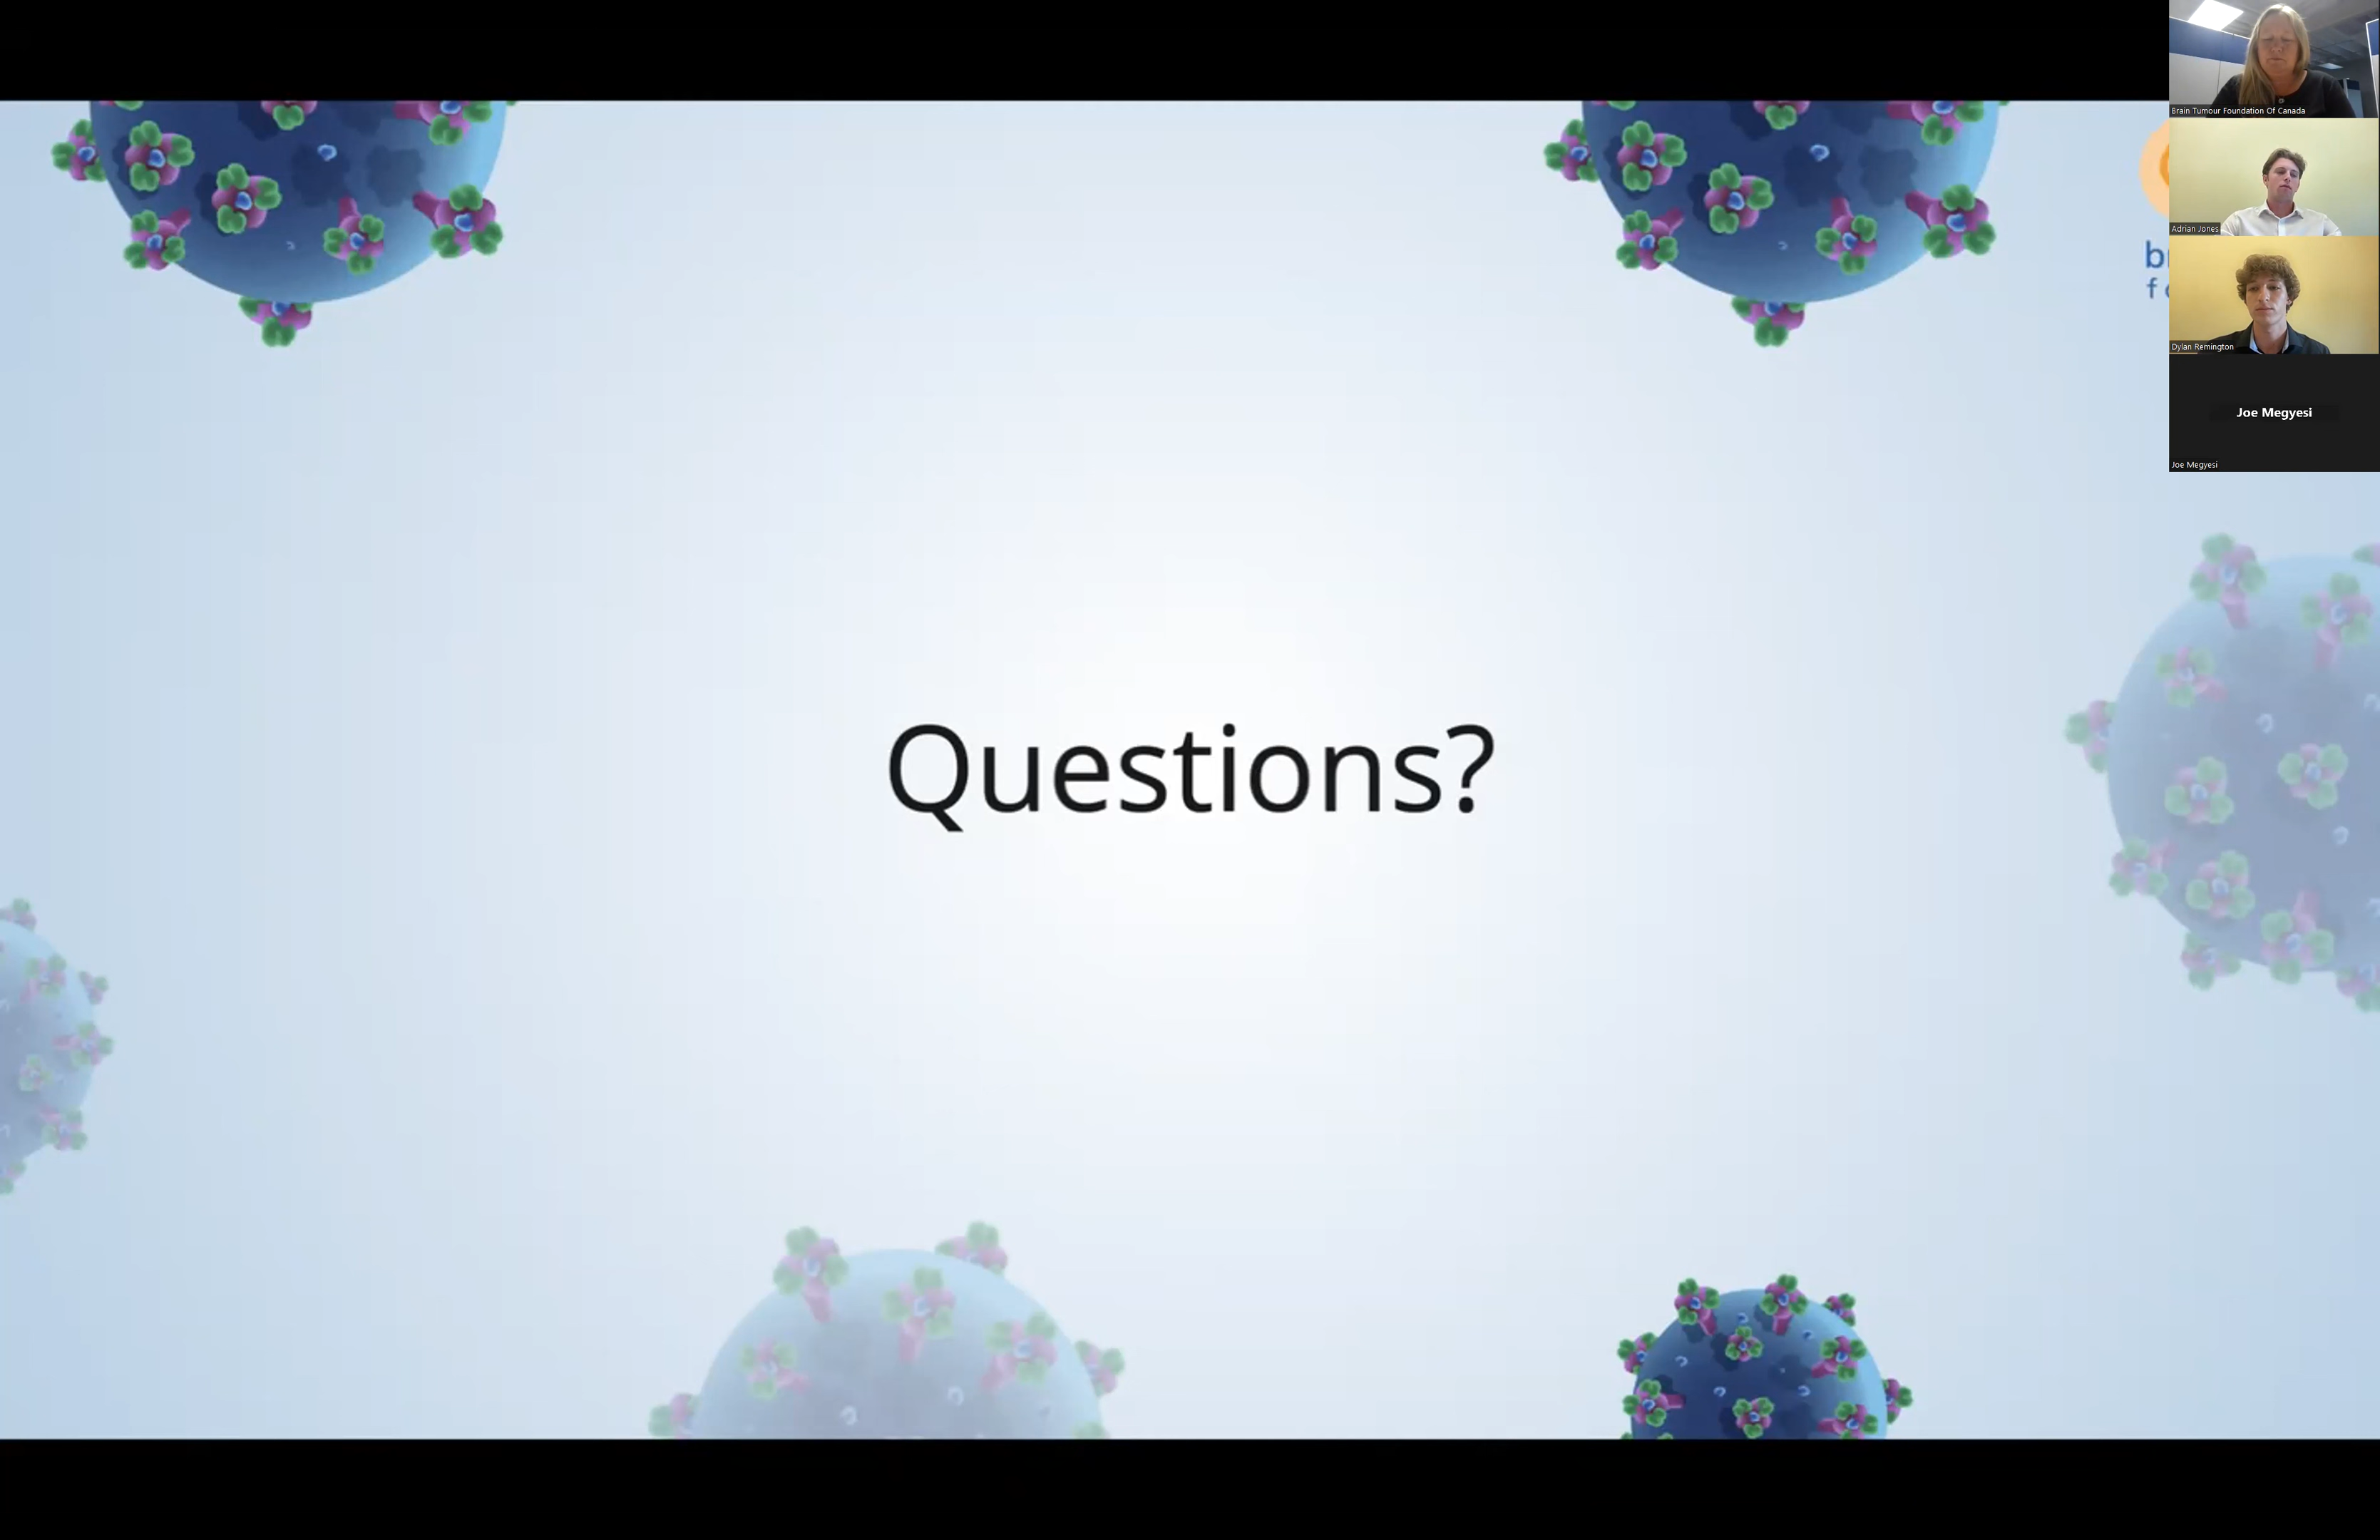 Questions?
Brain Tumour Foundation Of Canada
Adrian Jones
Dylan Remington
Joe Megyesi
Joe Megyesi